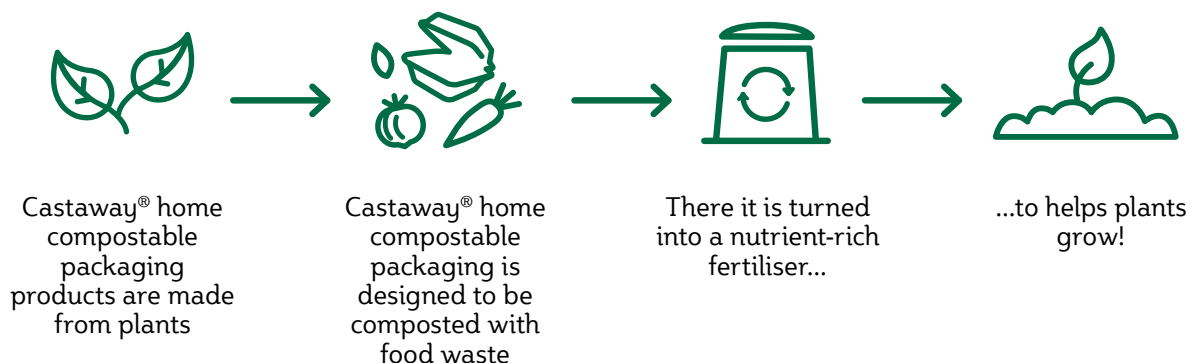 Castaway® home
compostable
packaging
products are made
from plants
Castaway® home
compostable
packaging is
designed to be
composted with
food waste
There it is turned
into a nutrient-rich
fertiliser...
...to helps plants
grow!